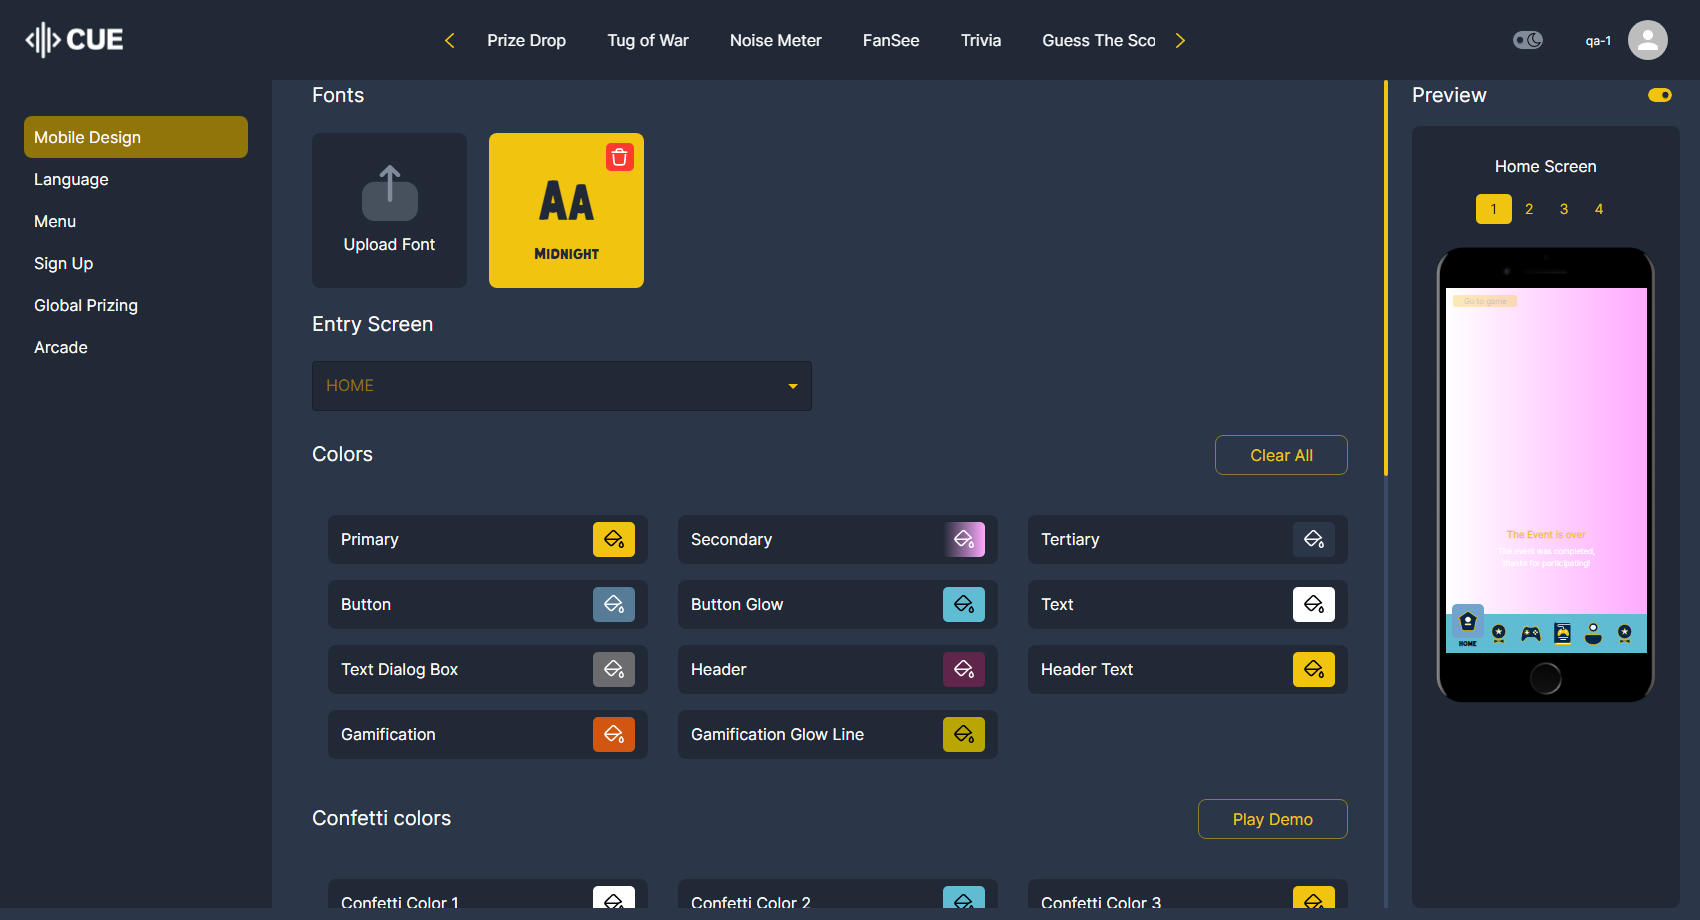 CUE
Prize Drop
Tug of War
Noise Meter
FanSee
Trivia
Guess The Sco
qa-1
Mobile Design
Language
Menu
Sign Up
Global Prizing
Arcade
Fonts
Upload Font
AA
MIDNIGHT
Entry Screen
HOME
Colors
Clear All
Primary
Secondary
Tertiary
Button
Button Glow
Text
Text Dialog Box
Header
Header Text
Gamification
Gamification Glow Line
Confetti colors
Play Demo
Confetti Color 1
Confetti Color 2
Confetti Color 3
Preview
Home Screen
1 2 3 4
Go to game
The Event is over
The event was completed,
thanks for participating!
HOME